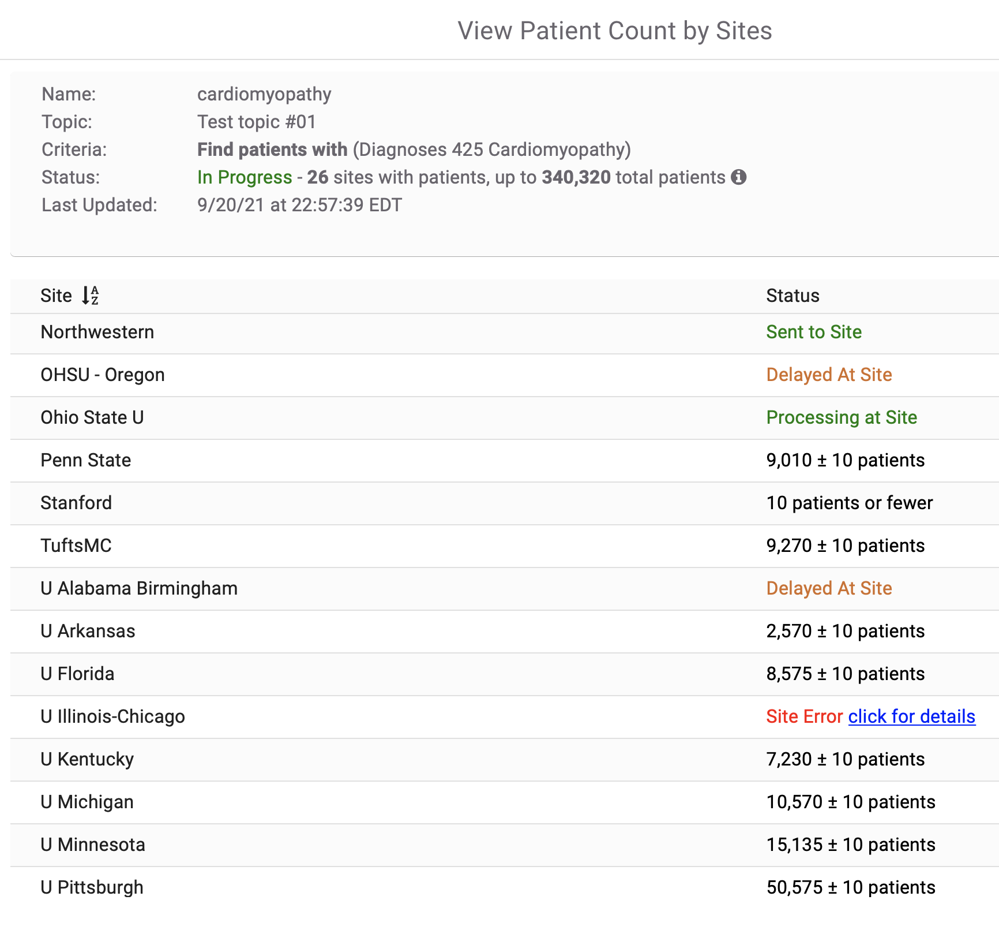 View Patient Count by Sites
Name: cardiomyopathy
Topic: Test topic #01
Criteria: Find patients with (Diagnoses 425 Cardiomyopathy)
Status: In Progress - 26 sites with patients, up to 340,320 total patients
Last Updated: 9/20/21 at 22:57:39 EDT
Site Status
Northwestern Sent to Site
OHSU - Oregon Delayed At Site
Ohio State U Processing at Site
Penn State 9,010 ± 10 patients
Stanford 10 patients or fewer
TuftsMC 9,270 ± 10 patients
U Alabama Birmingham Delayed At Site
U Arkansas 2,570 ± 10 patients
U Florida 8,575 ± 10 patients
U Illinois-Chicago Site Error click for details
U Kentucky 7,230 ± 10 patients
U Michigan 10,570 ± 10 patients
U Minnesota 15,135 ± 10 patients
U Pittsburgh 50,575 ± 10 patients